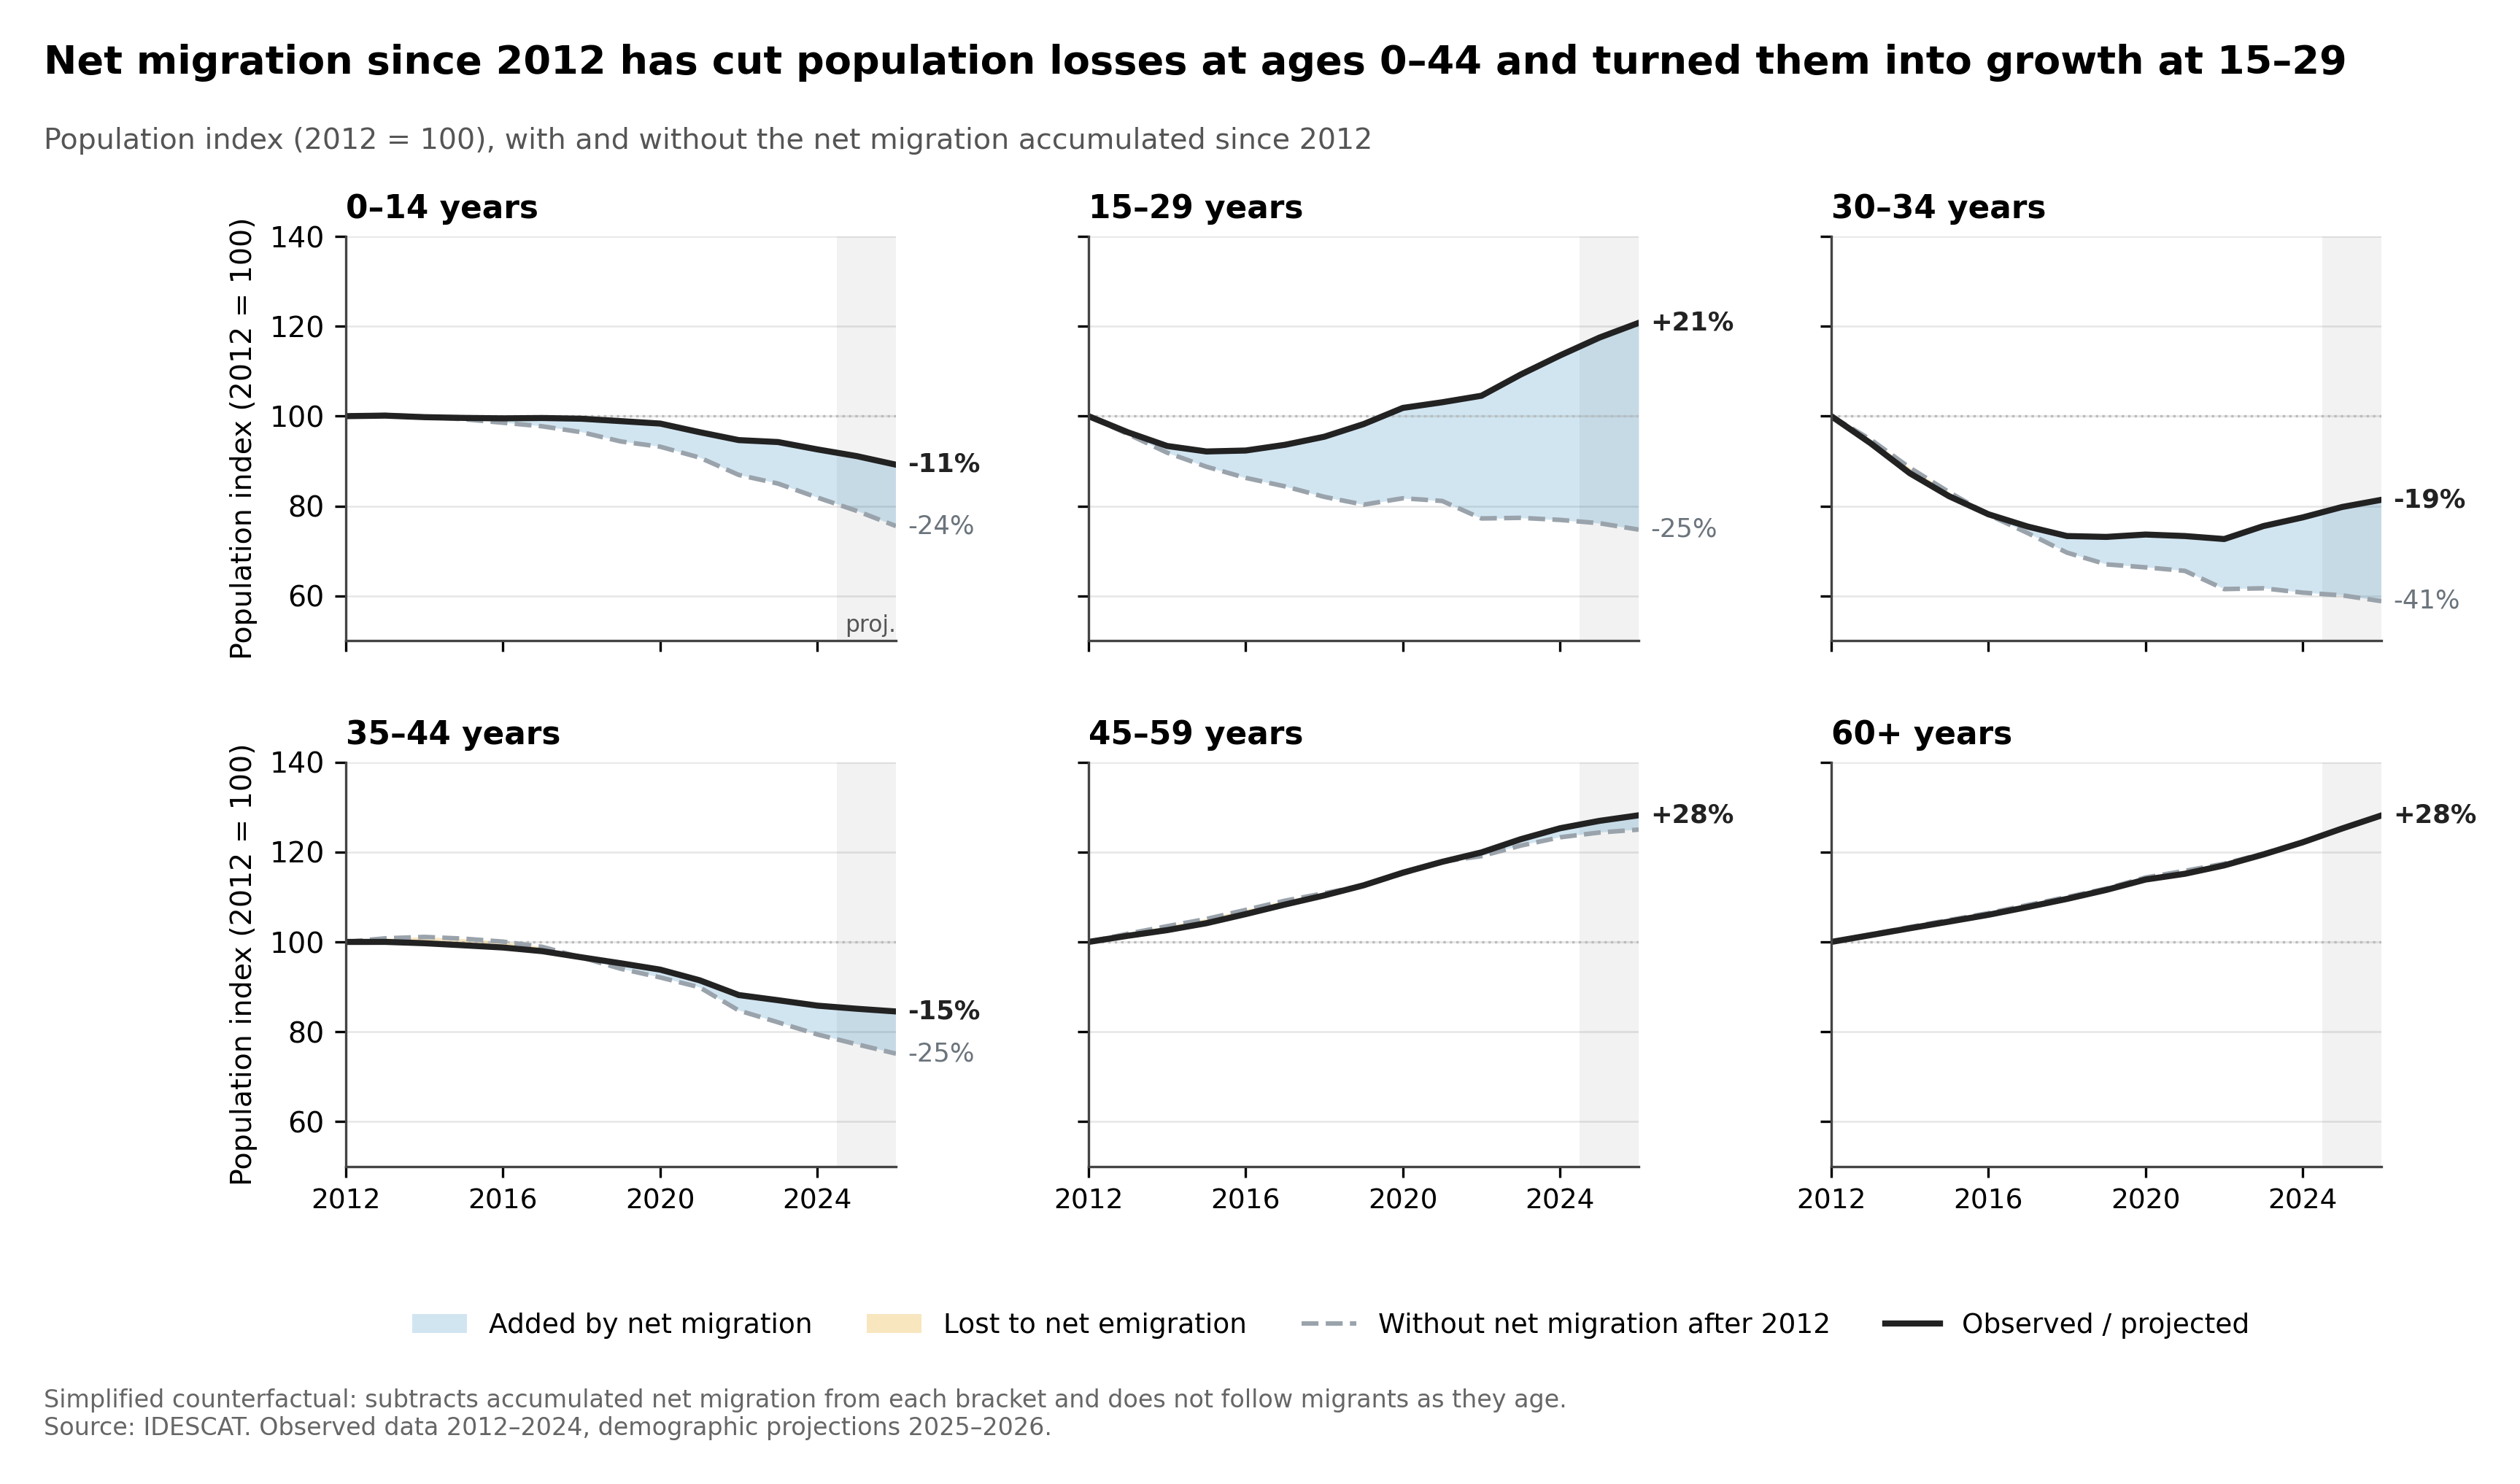 Net migration since 2012 has cut population losses at ages 0–44 and turned them into growth at 15–29
Population index (2012 = 100), with and without the net migration accumulated since 2012
0–14 years
15–29 years
30–34 years
Population index (2012 = 100)
140
120
100
80
60
-11%
-24%
proj.
+21%
-25%
-19%
-41%
35–44 years
45–59 years
60+ years
Population index (2012 = 100)
140
120
100
80
60
-15%
-25%
+28%
+28%
2012 2016 2020 2024
2012 2016 2020 2024
2012 2016 2020 2024
Added by net migration
Lost to net emigration
Without net migration after 2012
Observed / projected
Simplified counterfactual: subtracts accumulated net migration from each bracket and does not follow migrants as they age.
Source: IDESCAT. Observed data 2012–2024, demographic projections 2025–2026.